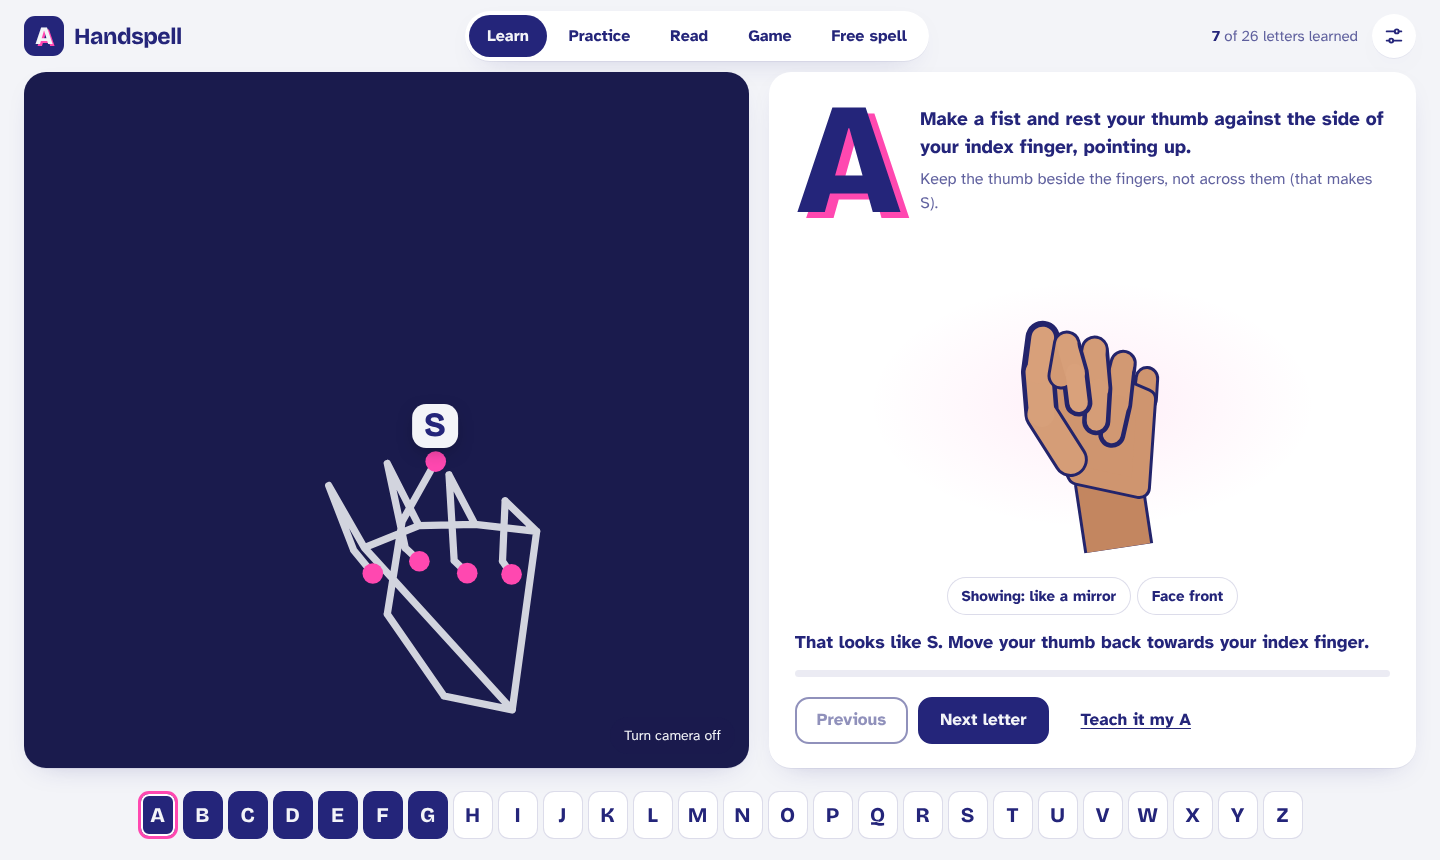 A Handspell
Learn
Practice
Read
Game
Free spell
7 of 26 letters learned
S
Turn camera off
A
Make a fist and rest your thumb against the side of
your index finger, pointing up.
Keep the thumb beside the fingers, not across them (that makes
S).
Showing: like a mirror
Face front
That looks like S. Move your thumb back towards your index finger.
Previous
Next letter
Teach it my A
A B C D E F G H I J K L M N O P Q R S T U V W X Y Z